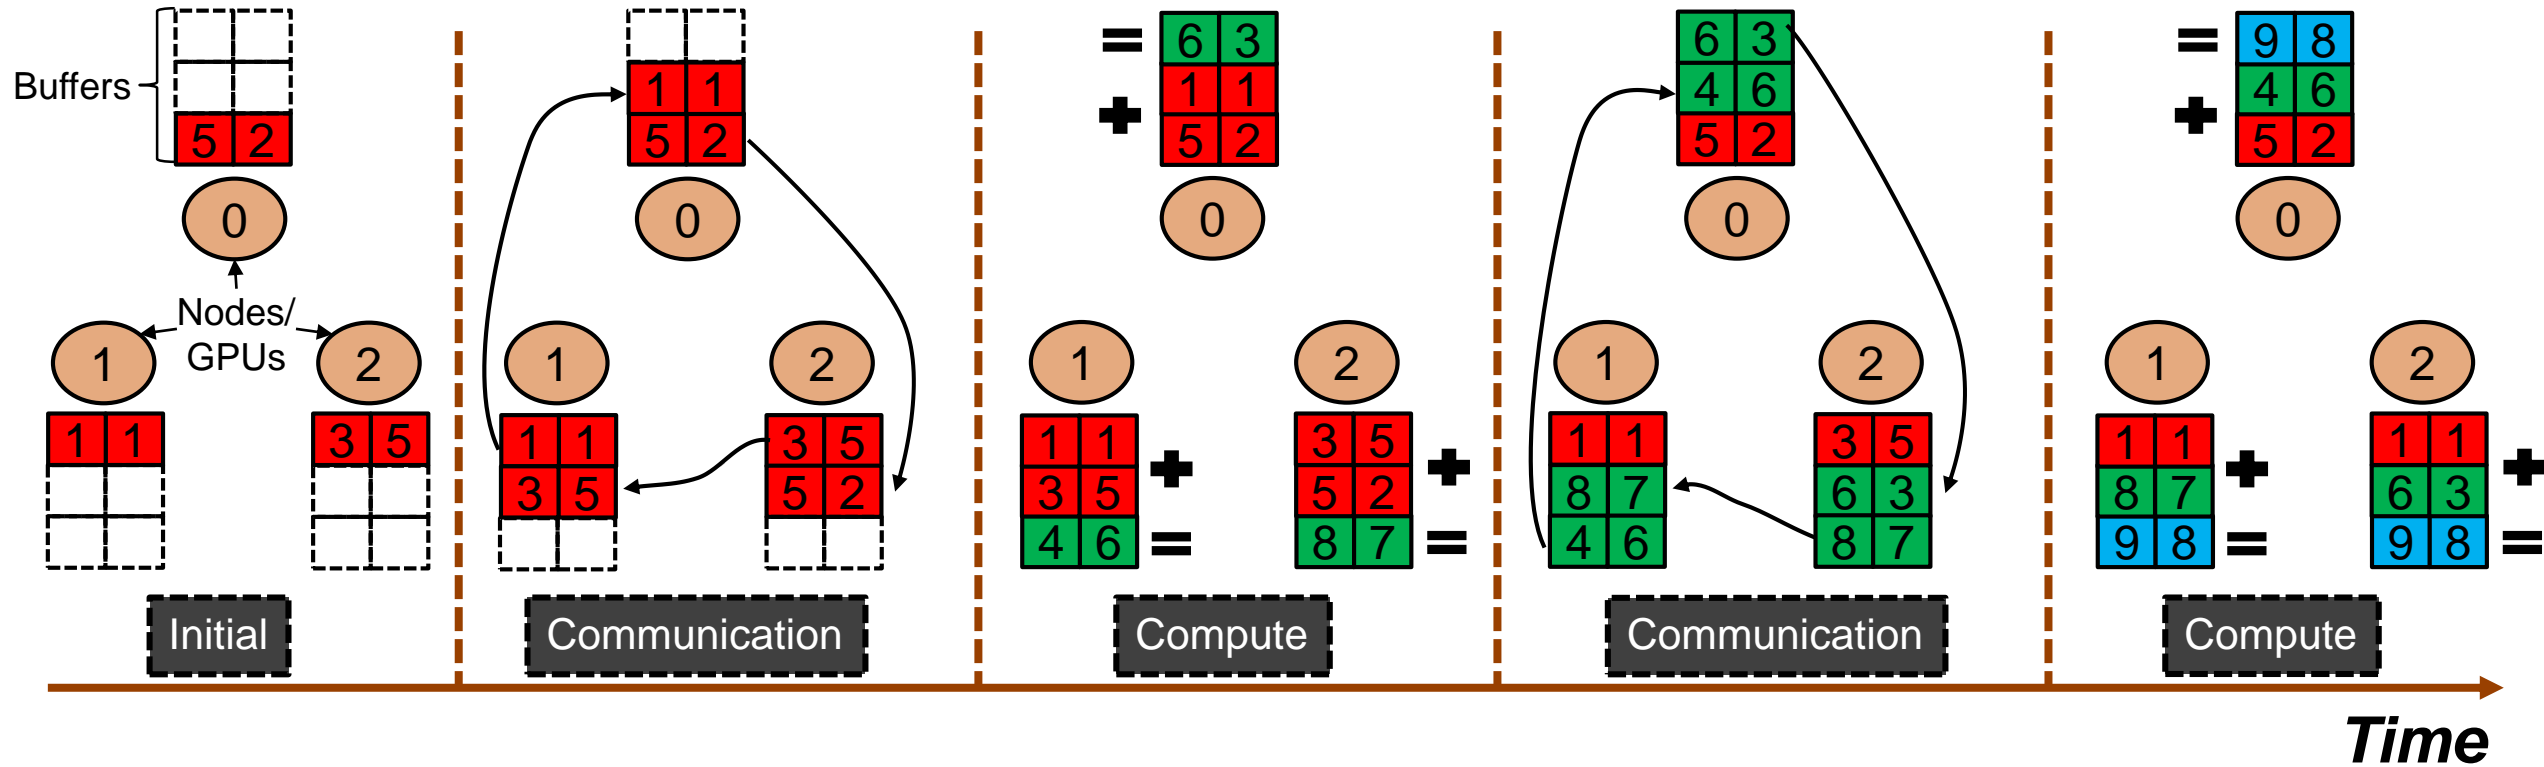 Buffers
5 2
0
Nodes/
GPUs
1
2
1 1
3 5
Initial
1 1
5 2
0
1
2
1 1
3 5
3 5
5 2
Communication
= 6 3
1 1
+
5 2
0
1
2
1 1
3 5 +
4 6 =
3 5
5 2 +
8 7 =
Compute
6 3
4 6
5 2
0
1
2
1 1
8 7
4 6
3 5
6 3
8 7
Communication
= 9 8
4 6
+
5 2
0
1
2
1 1
8 7 +
9 8 =
1 1
6 3 +
9 8 =
Compute
Time